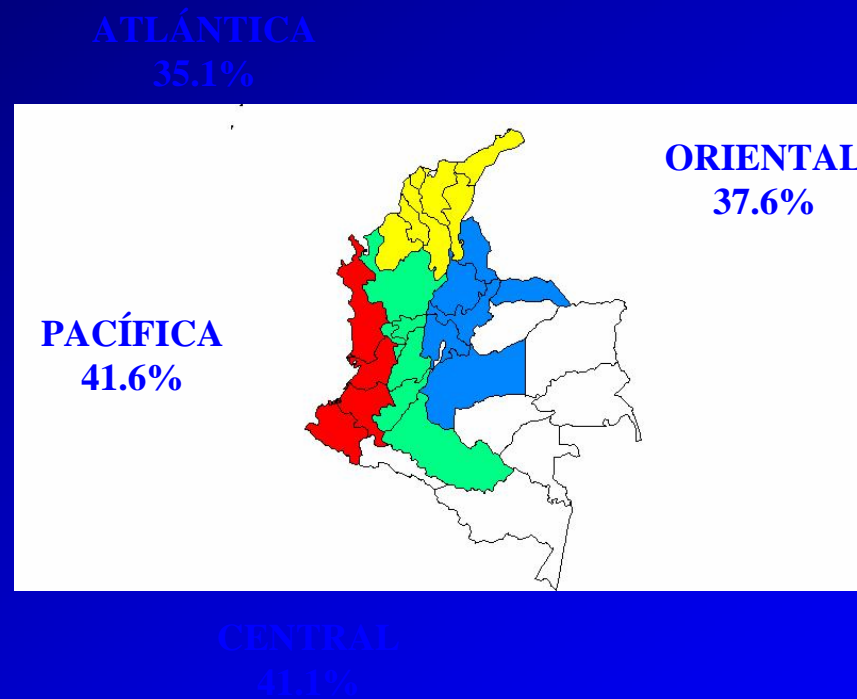 ATLÁNTICA
35.1%
ORIENTAL
37.6%
PACÍFICA
41.6%
CENTRAL
41.1%